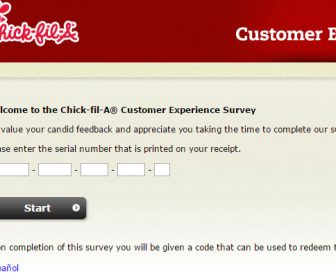 Chick-fil-A
Customer E
lcome to the Chick-fil-A® Customer Experience Survey
value your candid feedback and appreciate you taking the time to complete our su
ase enter the serial number that is printed on your receipt.
- - - -
Start
on completion of this survey you will be given a code that can be used to redeem t
pañol